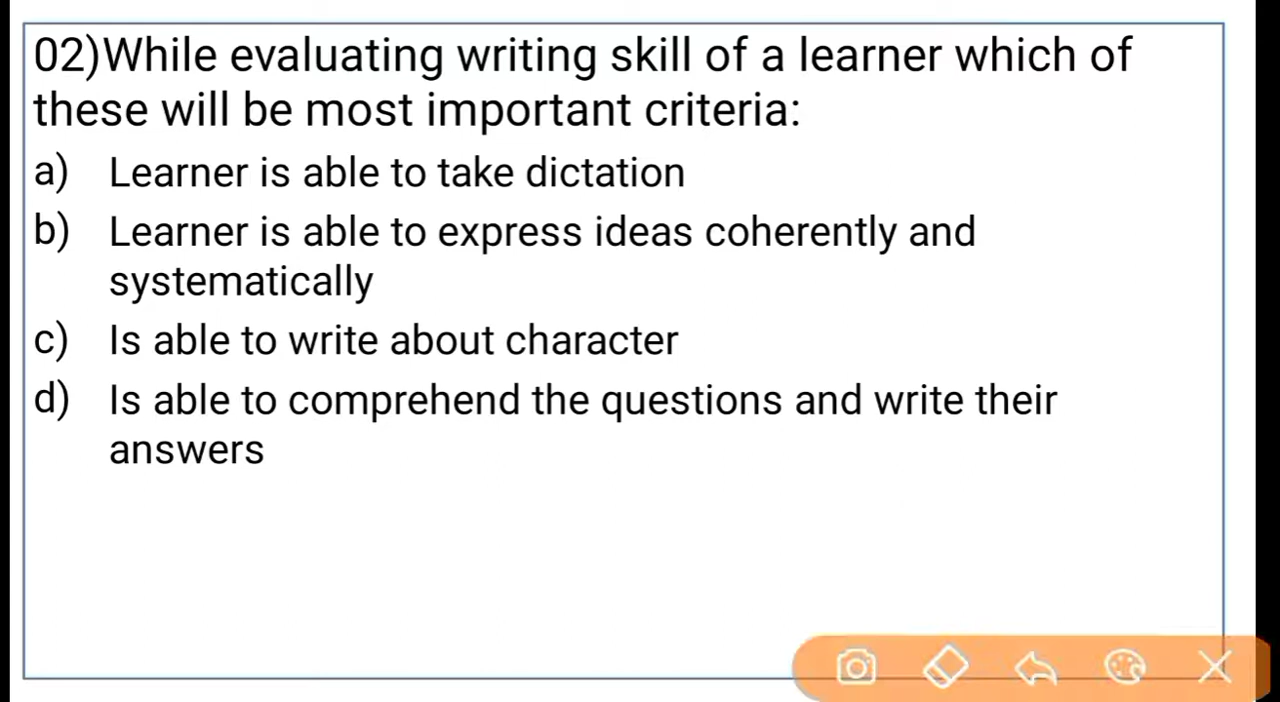 02)While evaluating writing skill of a learner which of
these will be most important criteria:
a) Learner is able to take dictation
b) Learner is able to express ideas coherently and
systematically
c) Is able to write about character
d) Is able to comprehend the questions and write their
answers